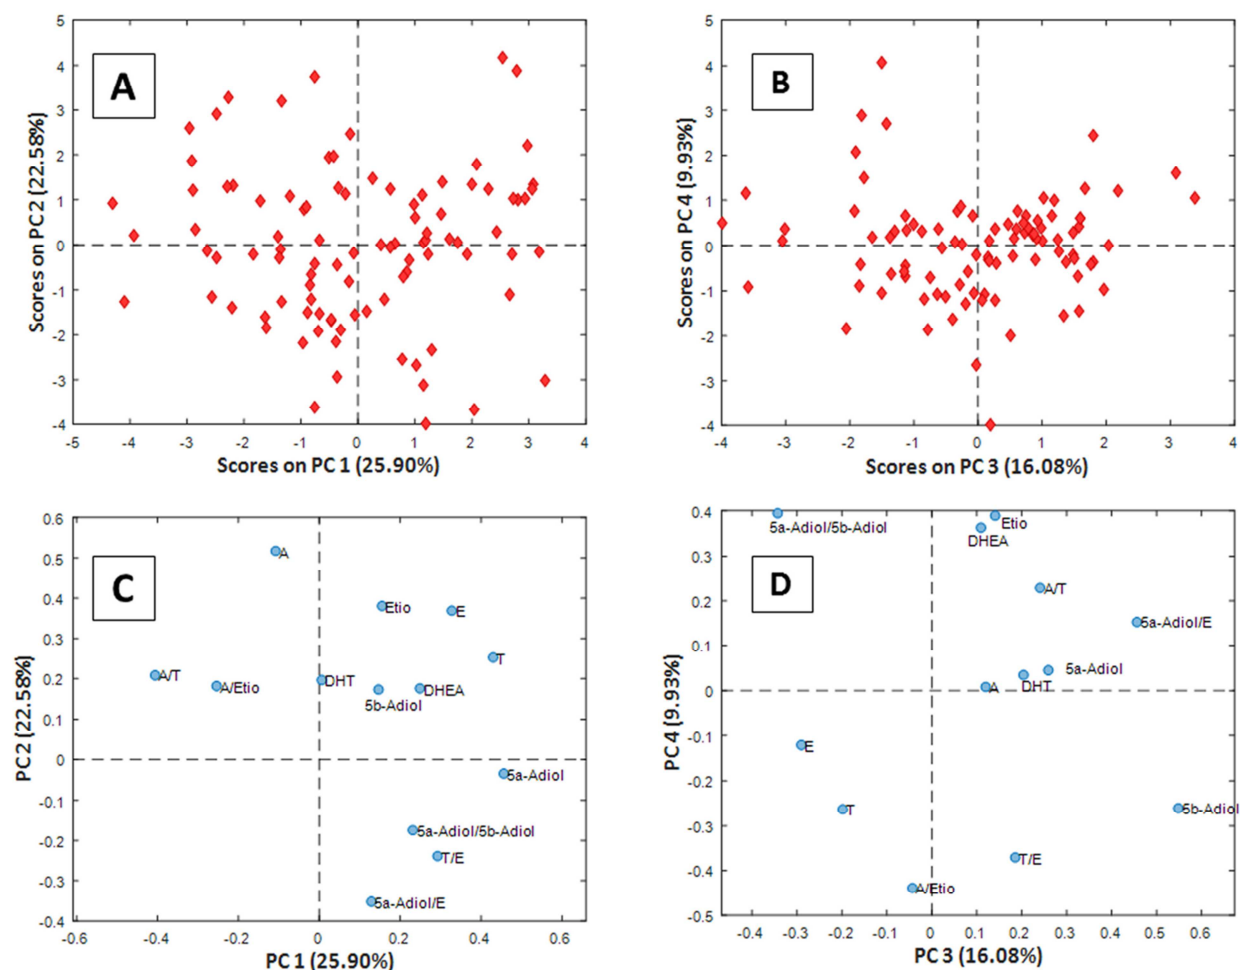 A
5
4
3
2
1
0
-1
-2
-3
-4
Scores on PC 2 (22.58%)
-5 -4 -3 -2 -1 0 1 2 3 4
Scores on PC 1 (25.90%)
B
5
4
3
2
1
0
-1
-2
-3
-4
Scores on PC 4 (9.93%)
-4 -3 -2 -1 0 1 2 3 4
Scores on PC 3 (16.08%)
C
0.6
0.5
0.4
0.3
0.2
0.1
0
-0.1
-0.2
-0.3
-0.4
PC 2 (22.58%)
A
Etio
E
T
A/T
A/Etio
DHT
DHEA
5b-Adiol
5a-Adiol
5a-Adiol/5b-Adiol
T/E
5a-Adiol/E
-0.6 -0.4 -0.2 0 0.2 0.4 0.6
PC 1 (25.90%)
D
0.4
0.3
0.2
0.1
0
-0.1
-0.2
-0.3
-0.4
-0.5
PC 4 (9.93%)
5a-Adiol/5b-Adiol
Etio
DHEA
A/T
5a-Adiol/E
5a-Adiol
DHT
A
E
T
5b-Adiol
T/E
A/Etio
-0.4 -0.3 -0.2 -0.1 0 0.1 0.2 0.3 0.4 0.5 0.6
PC 3 (16.08%)